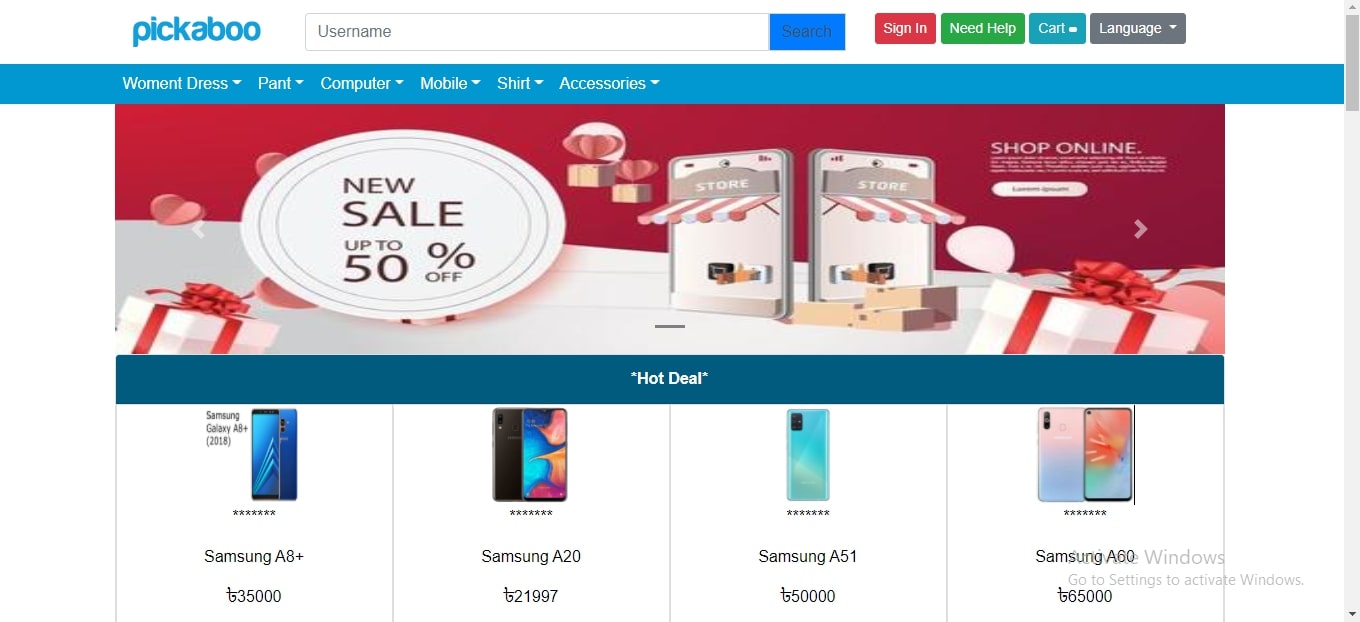 pickaboo
Username
Search
Sign In
Need Help
Cart
Language
Woment Dress
Pant
Computer
Mobile
Shirt
Accessories
NEW
SALE
UP TO
50 %
OFF
STORE
STORE
SHOP ONLINE.
Lorem Ipsum
*Hot Deal*
Samsung
Galaxy A8+
(2018)
*******
*******
*******
*******
Samsung A8+
Samsung A20
Samsung A51
Samsung A60
৳35000
৳21997
৳50000
৳65000
Activate Windows
Go to Settings to activate Windows.